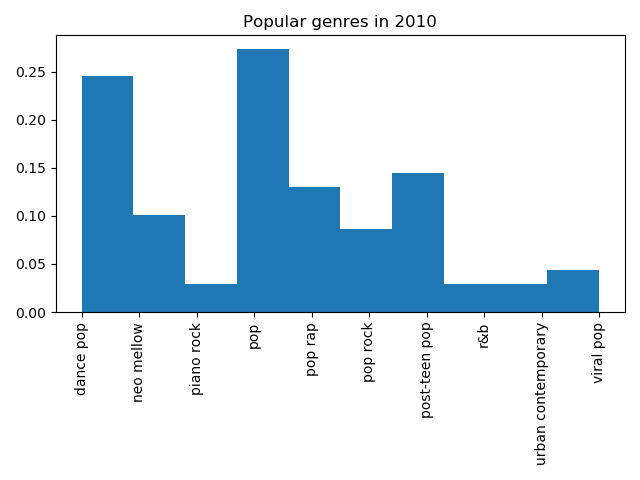 Popular genres in 2010
0.25
0.20
0.15
0.10
0.05
0.00
dance pop
neo mellow
piano rock
pop
pop rap
pop rock
post-teen pop
r&b
urban contemporary
viral pop